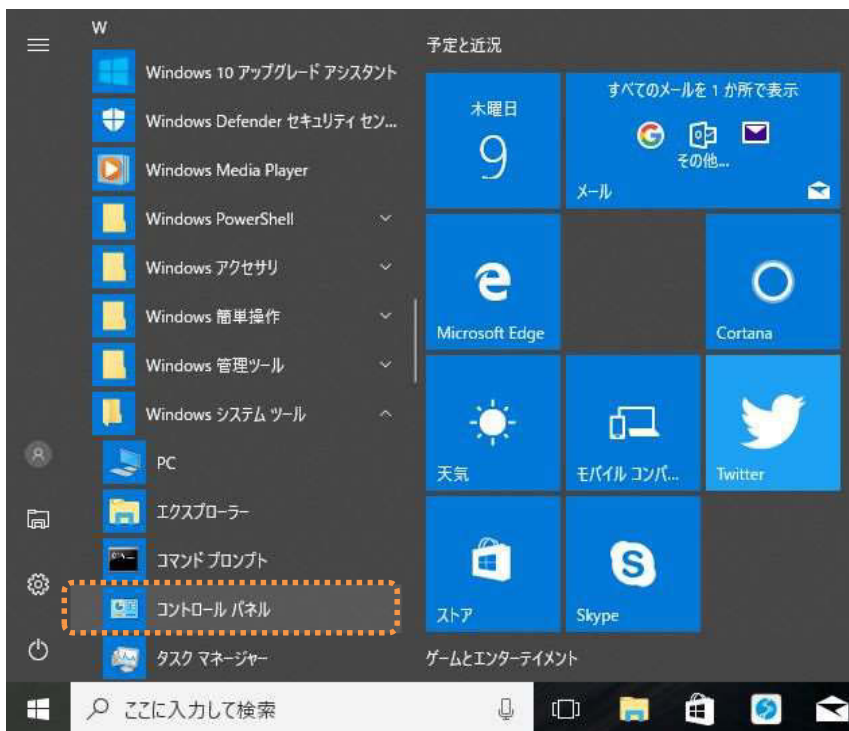 W
Windows 10 アップグレード アシスタント
Windows Defender セキュリティ セン...
Windows Media Player
Windows PowerShell
Windows アクセサリ
Windows 簡単操作
Windows 管理ツール
Windows システム ツール
PC
エクスプローラー
コマンド プロンプト
コントロール パネル
タスク マネージャー
予定と近況
木曜日
9
すべてのメールを 1 か所で表示
その他...
メール
Microsoft Edge
Cortana
天気
モバイル コンパ...
Twitter
ストア
Skype
ゲームとエンターテイメント
ここに入力して検索